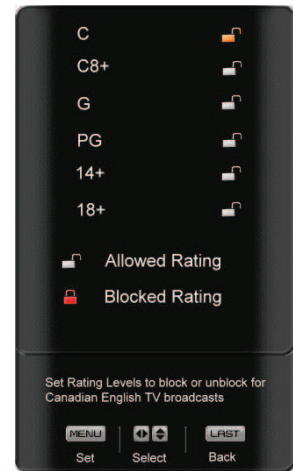 C
C8+
G
PG
14+
18+
Allowed Rating
Blocked Rating
Set Rating Levels to block or unblock for
Canadian English TV broadcasts
MENU LAST
Set Select Back